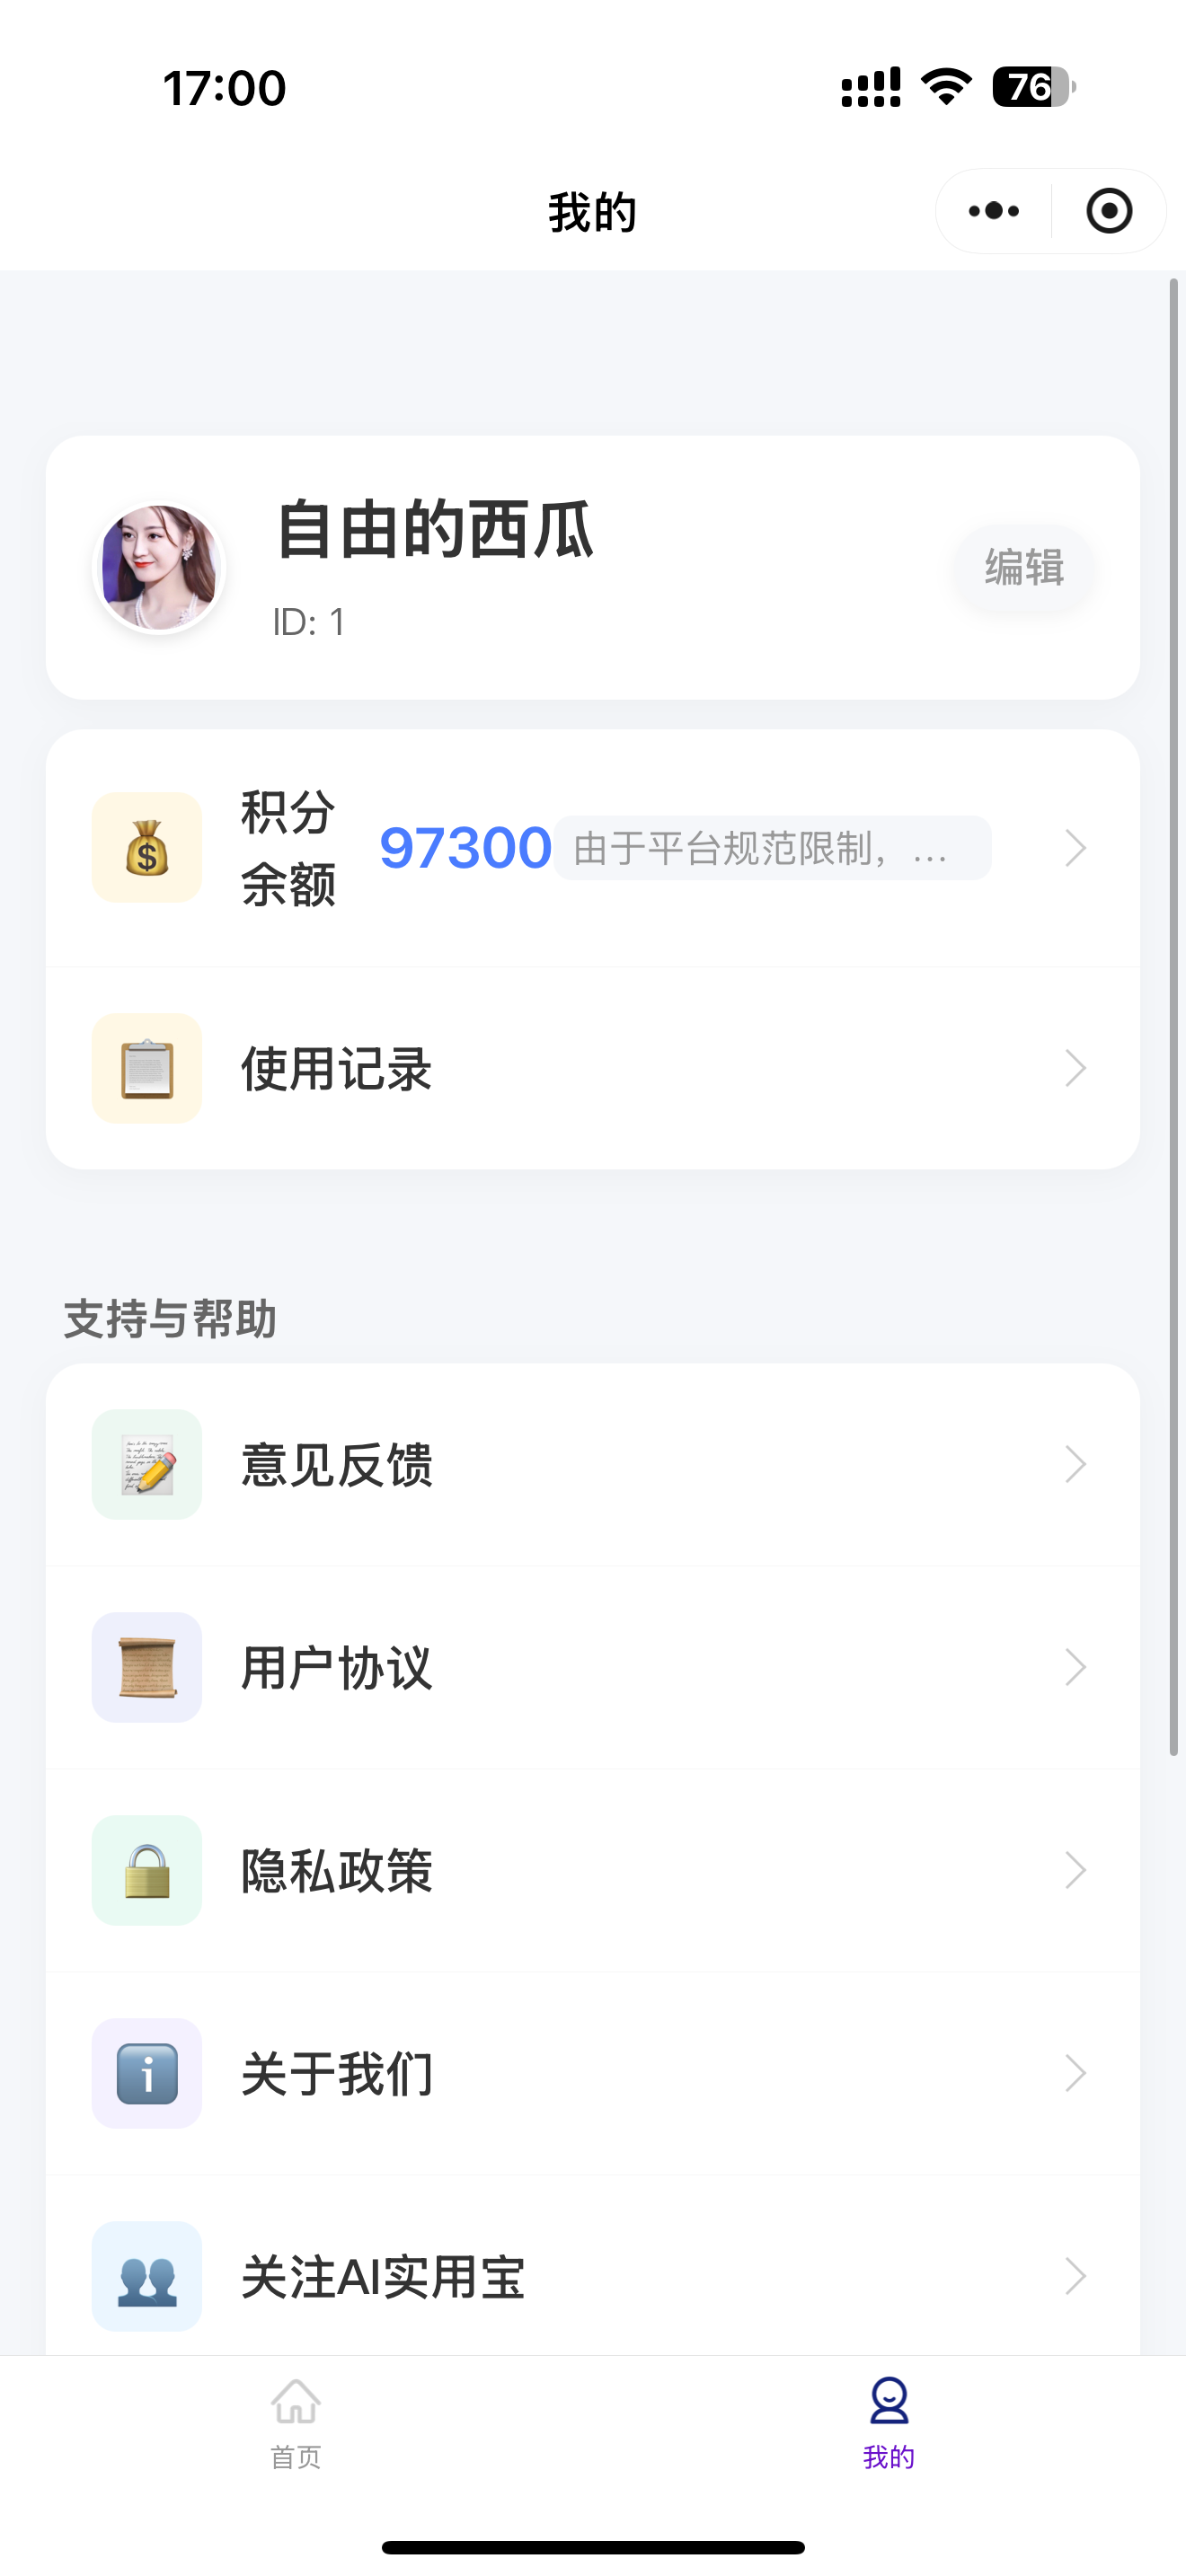 17:00
76
我的
自由的西瓜
ID: 1
编辑
积分
余额
97300
由于平台规范限制，...
使用记录
支持与帮助
意见反馈
用户协议
隐私政策
关于我们
关注AI实用宝
首页
我的